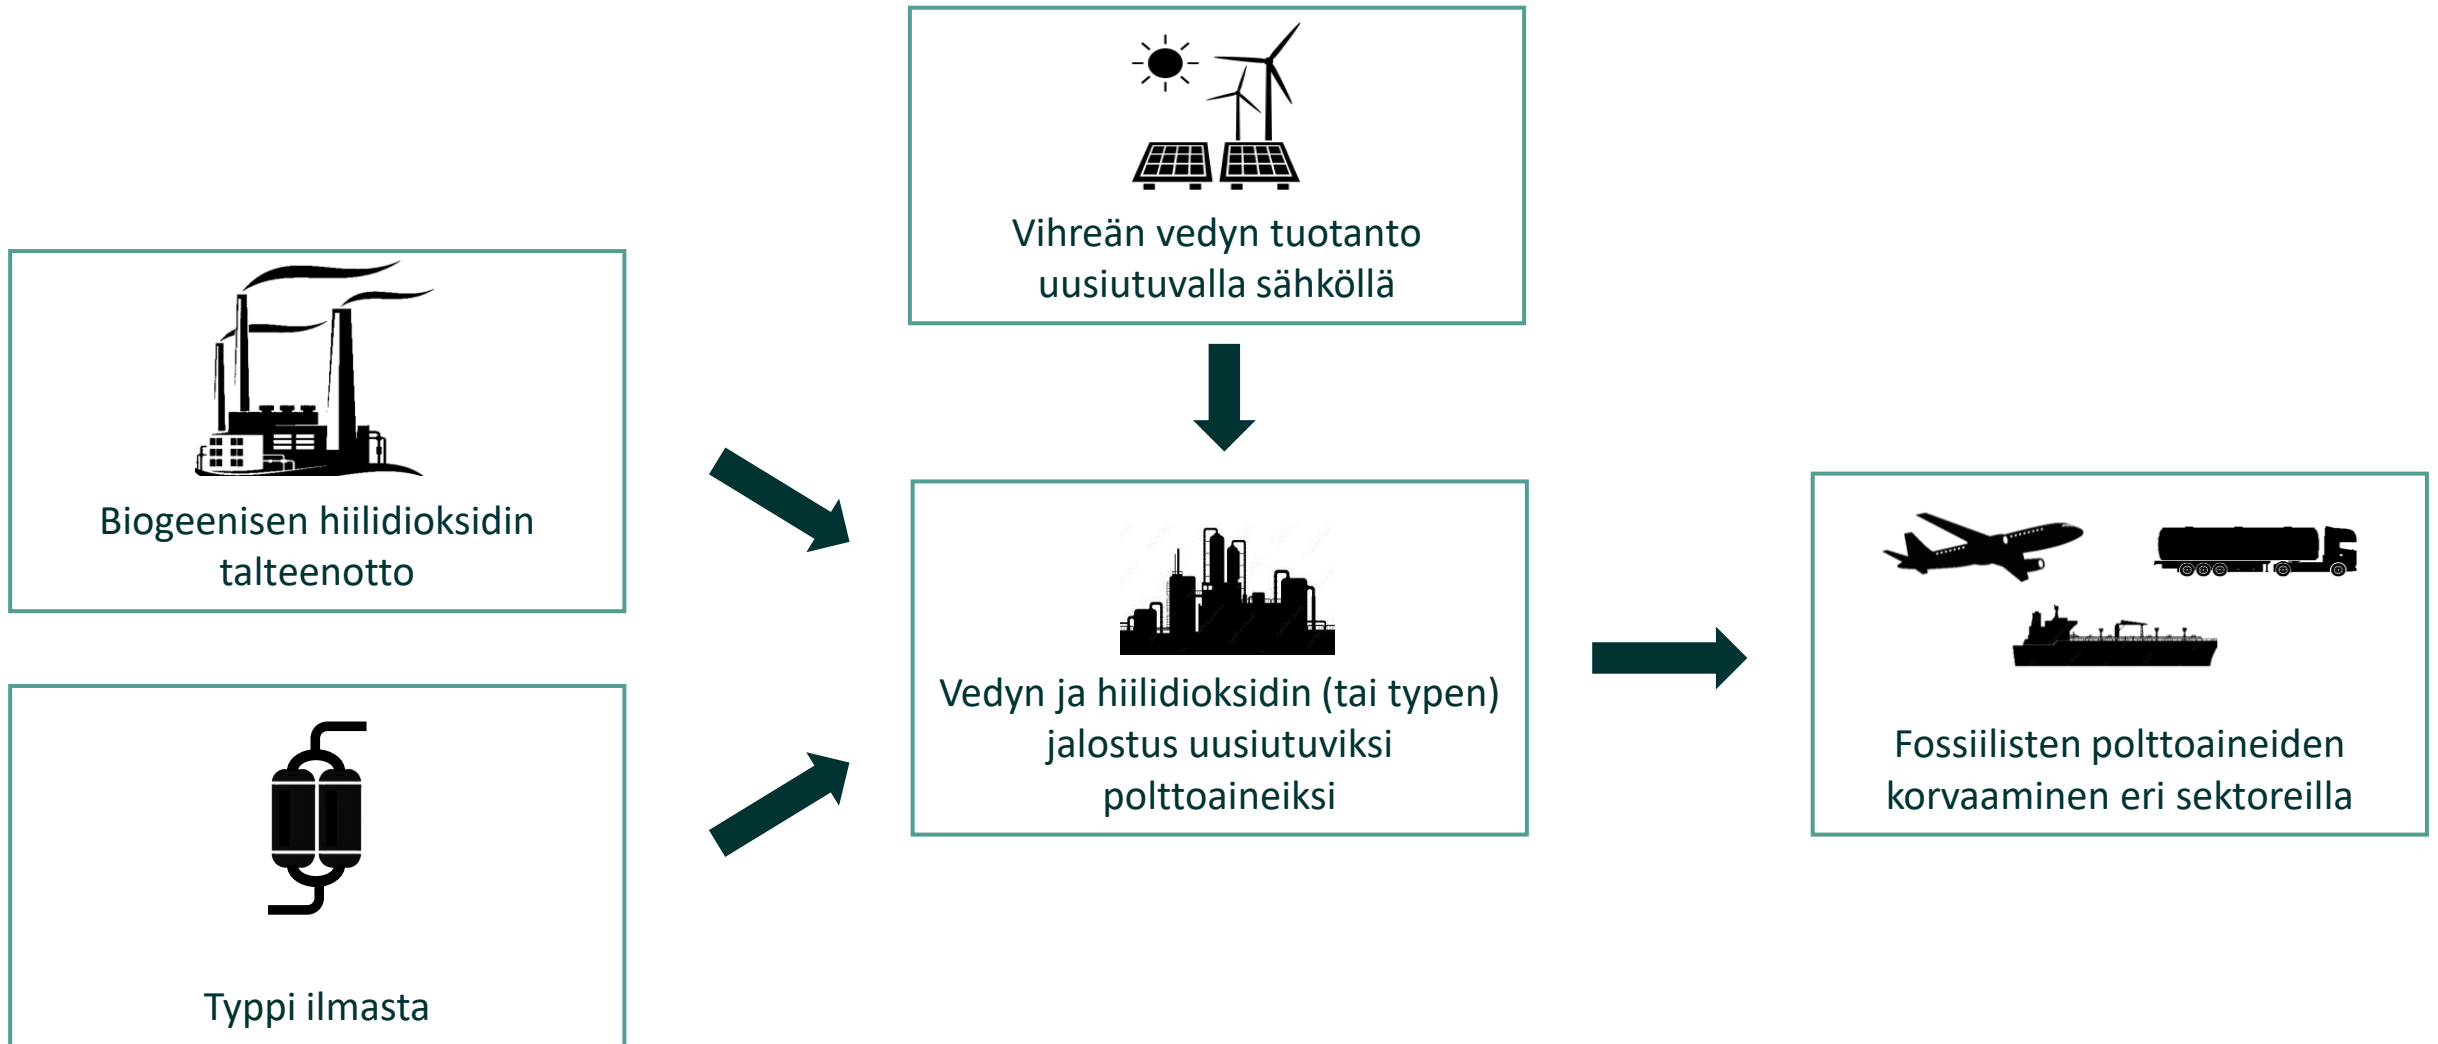 Vihreän vedyn tuotanto
uusiutuvalla sähköllä
Biogeenisen hiilidioksidin
talteenotto
Vedyn ja hiilidioksidin (tai typen)
jalostus uusiutuviksi
polttoaineiksi
Fossiilisten polttoaineiden
korvaaminen eri sektoreilla
Typpi ilmasta